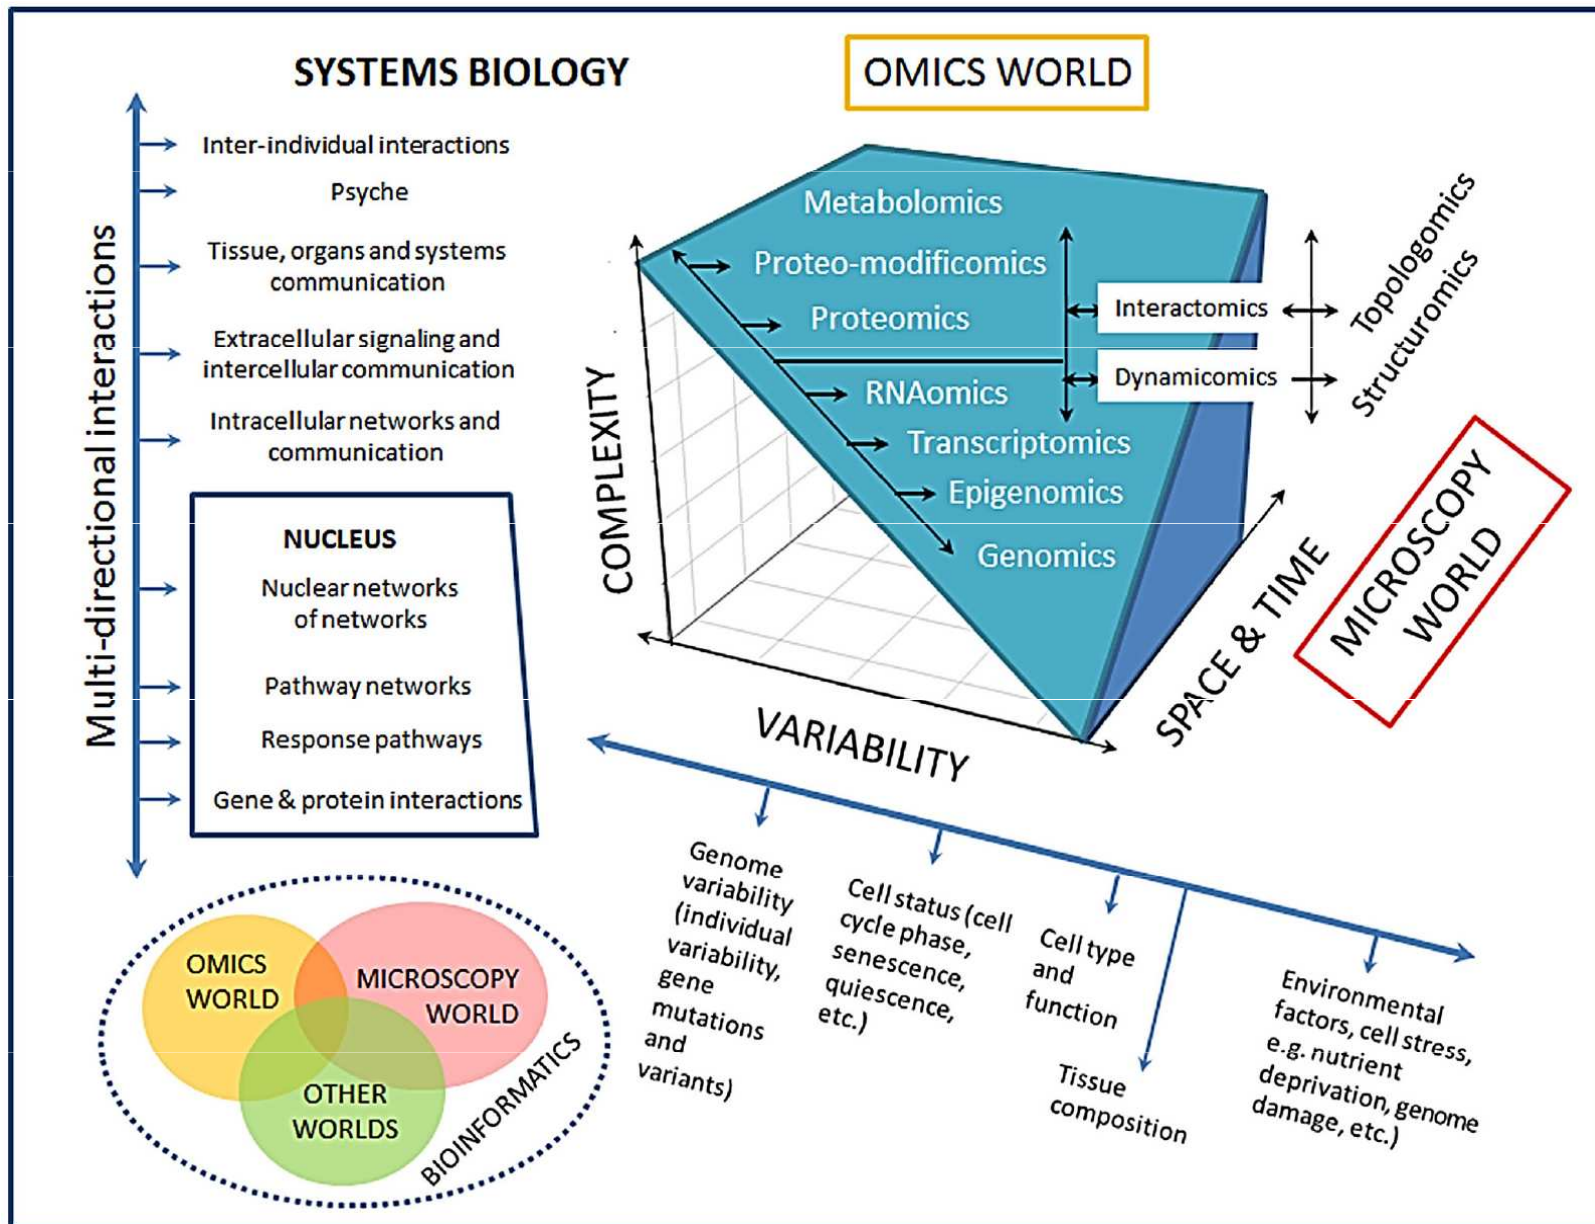 SYSTEMS BIOLOGY
Multi-directional interactions
Inter-individual interactions
Psyche
Tissue, organs and systems
communication
Extracellular signaling and
intercellular communication
Intracellular networks and
communication
NUCLEUS
Nuclear networks
of networks
Pathway networks
Response pathways
Gene & protein interactions
OMICS WORLD
Metabolomics
Proteo-modificomics
Proteomics
RNAomics
Transcriptomics
Epigenomics
Genomics
Interactomics
Dynamicomics
Topologomics
Structuromics
COMPLEXITY
VARIABILITY
SPACE & TIME
MICROSCOPY
WORLD
Genome
variability
(individual
variability,
gene
mutations
and
variants)
Cell status (cell
cycle phase,
senescence,
quiescence,
etc.)
Cell type
and
function
Tissue
composition
Environmental
factors, cell stress,
e.g. nutrient
deprivation, genome
damage, etc.)
OMICS
WORLD
MICROSCOPY
WORLD
OTHER
WORLDS
BIOINFORMATICS